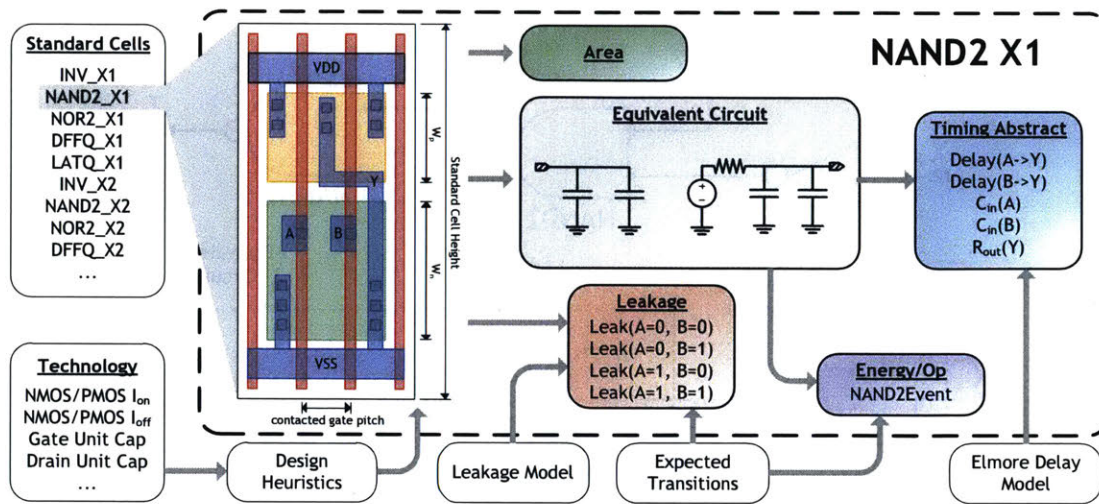 Standard Cells
INV_X1
NAND2_X1
NOR2_X1
DFFQ_X1
LATQ_X1
INV_X2
NAND2_X2
NOR2_X2
DFFQ_X2
...
Technology
NMOS/PMOS Ion
NMOS/PMOS Ioff
Gate Unit Cap
Drain Unit Cap
...
VDD
Y
A
B
VSS
Wp
Wn
Standard Cell Height
contacted gate pitch
NAND2 X1
Area
Equivalent Circuit
+
−
Timing Abstract
Delay(A->Y)
Delay(B->Y)
Cin(A)
Cin(B)
Rout(Y)
Leakage
Leak(A=0, B=0)
Leak(A=0, B=1)
Leak(A=1, B=0)
Leak(A=1, B=1)
Energy/Op
NAND2Event
Design
Heuristics
Leakage Model
Expected
Transitions
Elmore Delay
Model